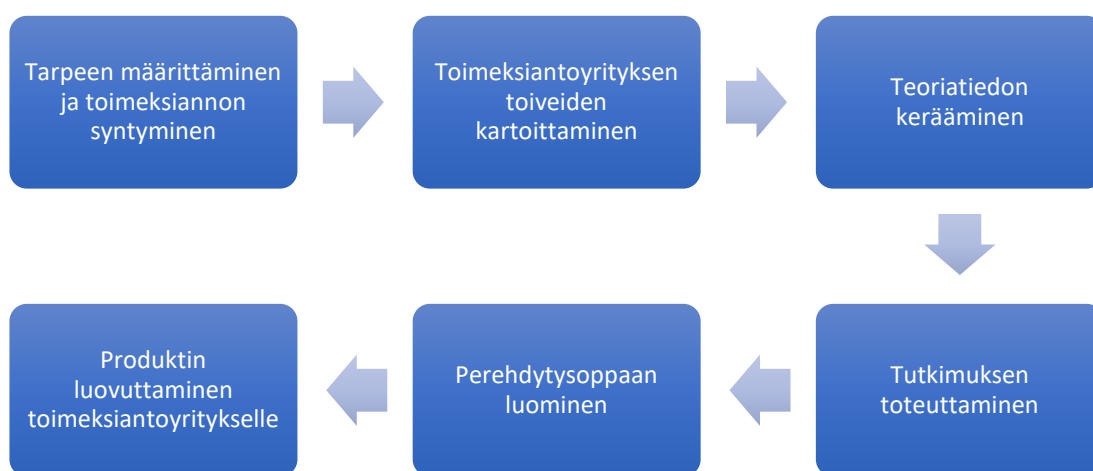 Tarpeen määrittäminen
ja toimeksiannon
syntyminen
Toimeksiantoyrityksen
toiveiden
kartoittaminen
Teoriatiedon
kerääminen
Tutkimuksen
toteuttaminen
Perehdytysoppaan
luominen
Produktin
luovuttaminen
toimeksiantoyritykselle